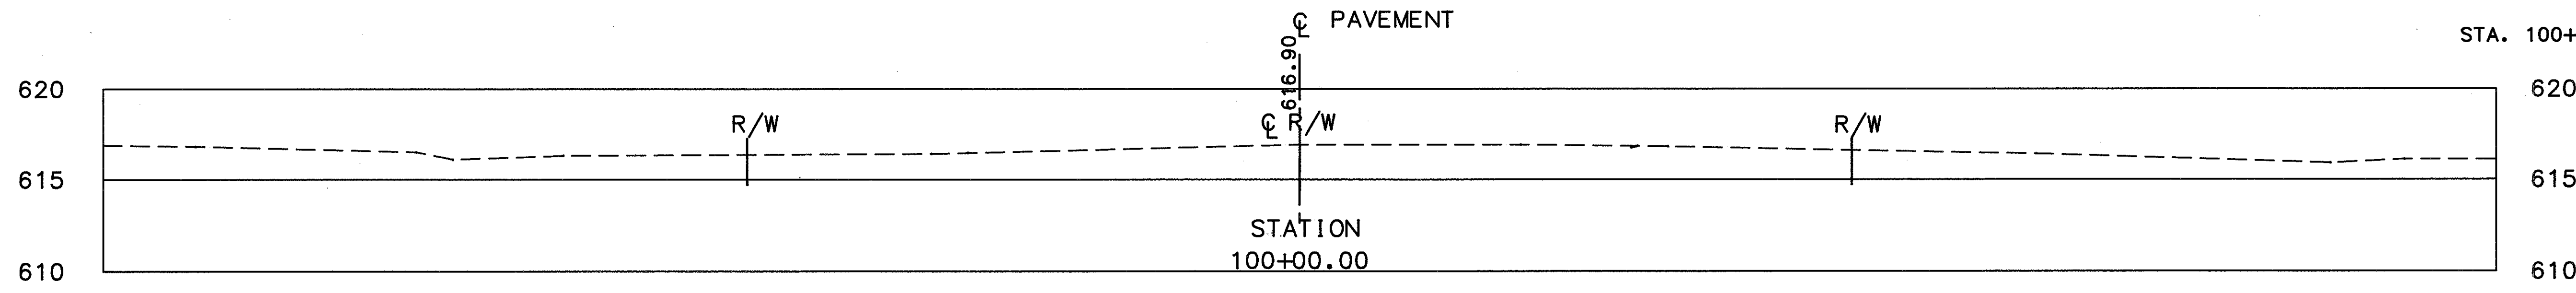 ℄ PAVEMENT
STA. 100+
616.90
620
620
R/W
℄ R/W
R/W
615
615
STATION
100+00.00
610
610